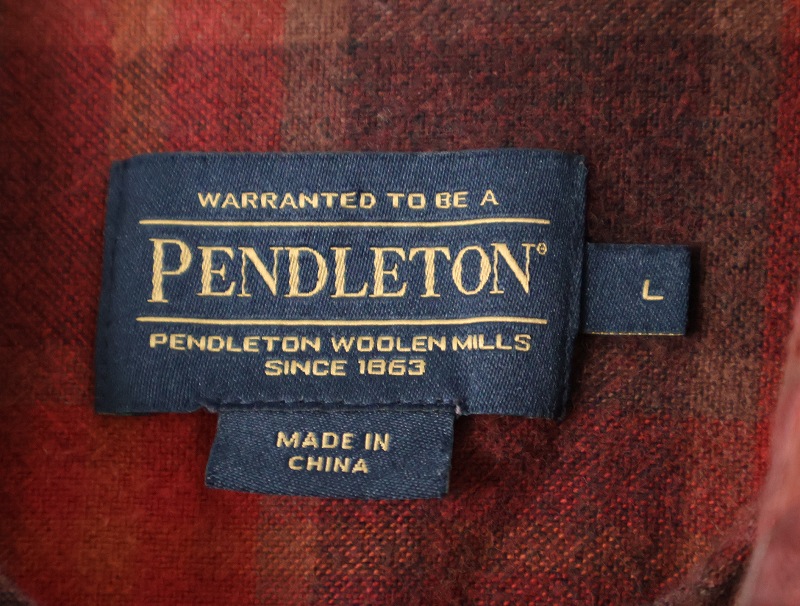 WARRANTED TO BE A
PENDLETON®
L
PENDLETON WOOLEN MILLS
SINCE 1863
MADE IN
CHINA